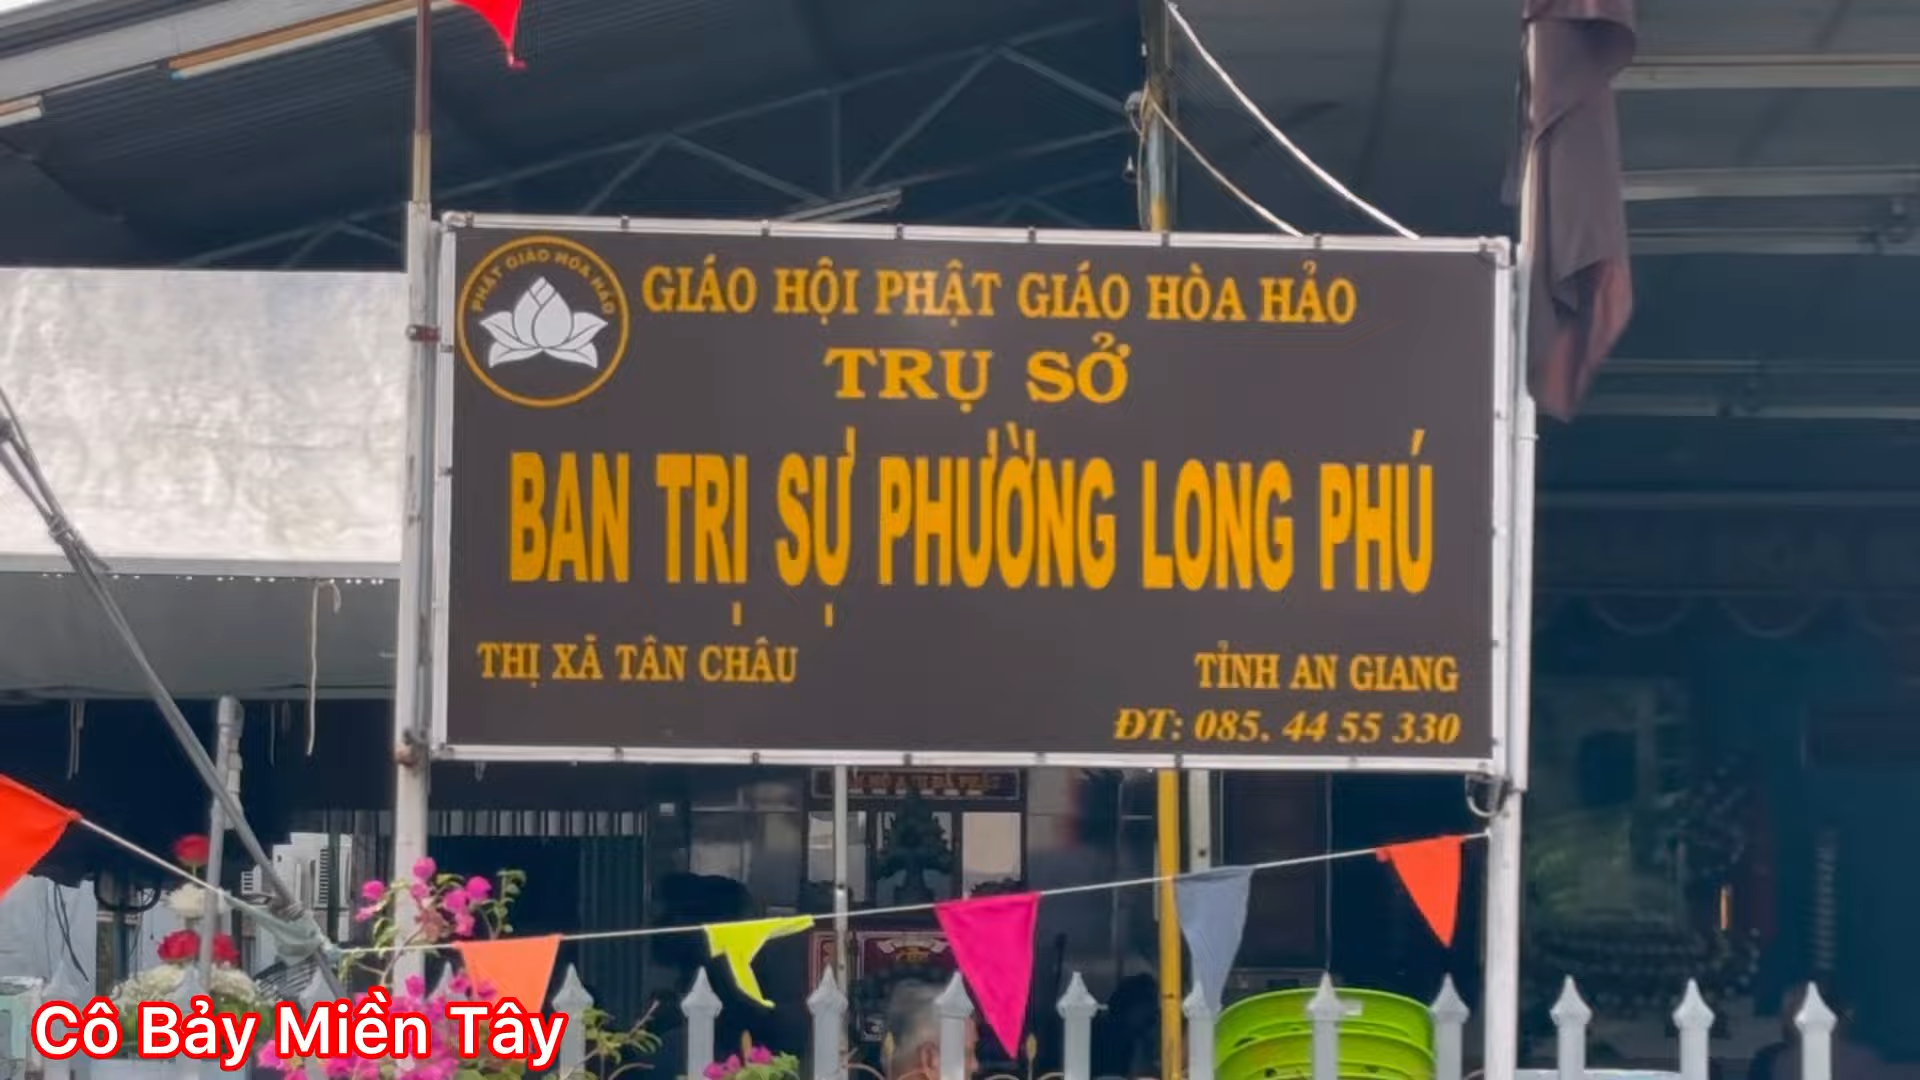 PHẬT GIÁO HÒA HẢO
GIÁO HỘI PHẬT GIÁO HÒA HẢO
TRỤ SỞ
BAN TRỊ SỰ PHƯỜNG LONG PHÚ
THỊ XÃ TÂN CHÂU
TỈNH AN GIANG
ĐT: 085. 44 55 330
Cô Bảy Miền Tây